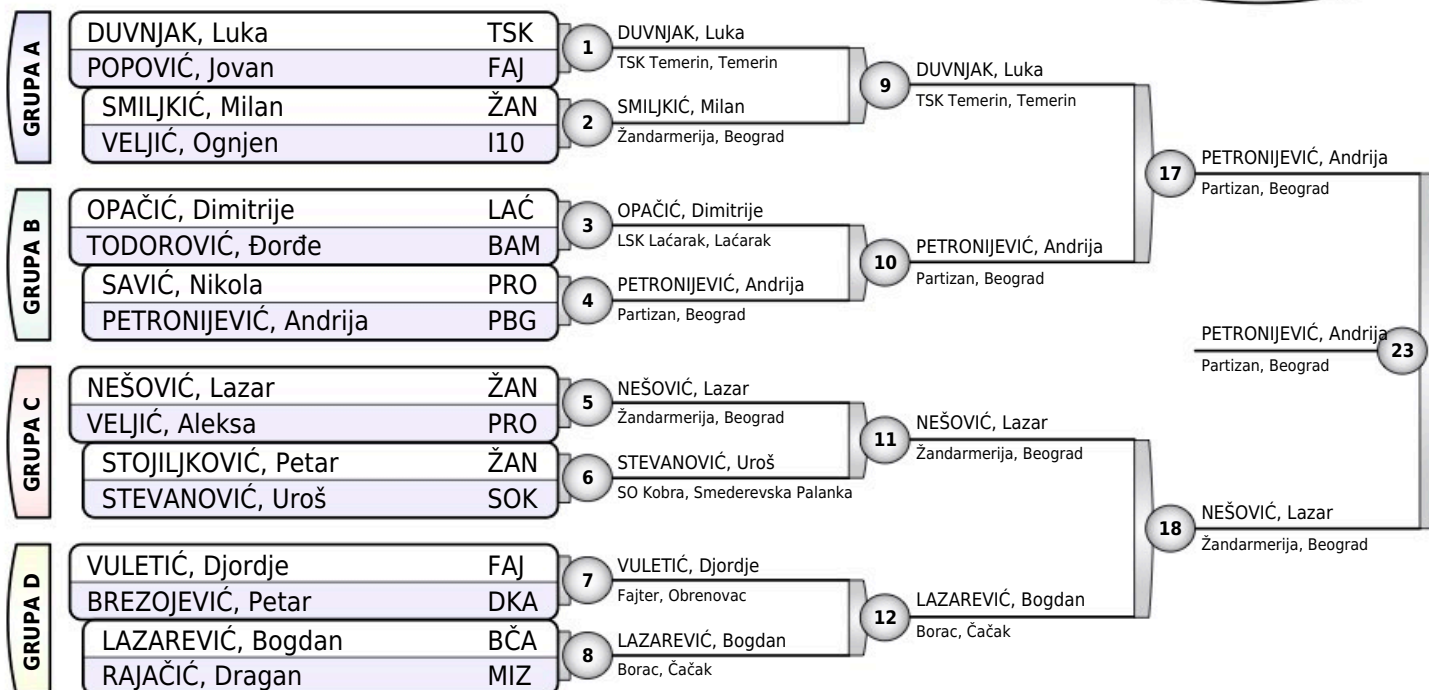 GRUPA A
DUVNJAK, Luka TSK
POPOVIĆ, Jovan FAJ
SMILJKIĆ, Milan ŽAN
VELJIĆ, Ognjen I10
GRUPA B
OPAČIĆ, Dimitrije LAĆ
TODOROVIĆ, Đorđe BAM
SAVIĆ, Nikola PRO
PETRONIJEVIĆ, Andrija PBG
GRUPA C
NEŠOVIĆ, Lazar ŽAN
VELJIĆ, Aleksa PRO
STOJILJKOVIĆ, Petar ŽAN
STEVANOVIĆ, Uroš SOK
GRUPA D
VULETIĆ, Djordje FAJ
BREZOJEVIĆ, Petar DKA
LAZAREVIĆ, Bogdan BČA
RAJAČIĆ, Dragan MIZ
1
DUVNJAK, Luka
TSK Temerin, Temerin
2
SMILJKIĆ, Milan
Žandarmerija, Beograd
3
OPAČIĆ, Dimitrije
LSK Laćarak, Laćarak
4
PETRONIJEVIĆ, Andrija
Partizan, Beograd
5
NEŠOVIĆ, Lazar
Žandarmerija, Beograd
6
STEVANOVIĆ, Uroš
SO Kobra, Smederevska Palanka
7
VULETIĆ, Djordje
Fajter, Obrenovac
8
LAZAREVIĆ, Bogdan
Borac, Čačak
9
DUVNJAK, Luka
TSK Temerin, Temerin
10
PETRONIJEVIĆ, Andrija
Partizan, Beograd
11
NEŠOVIĆ, Lazar
Žandarmerija, Beograd
12
LAZAREVIĆ, Bogdan
Borac, Čačak
17
PETRONIJEVIĆ, Andrija
Partizan, Beograd
18
NEŠOVIĆ, Lazar
Žandarmerija, Beograd
PETRONIJEVIĆ, Andrija
Partizan, Beograd
23